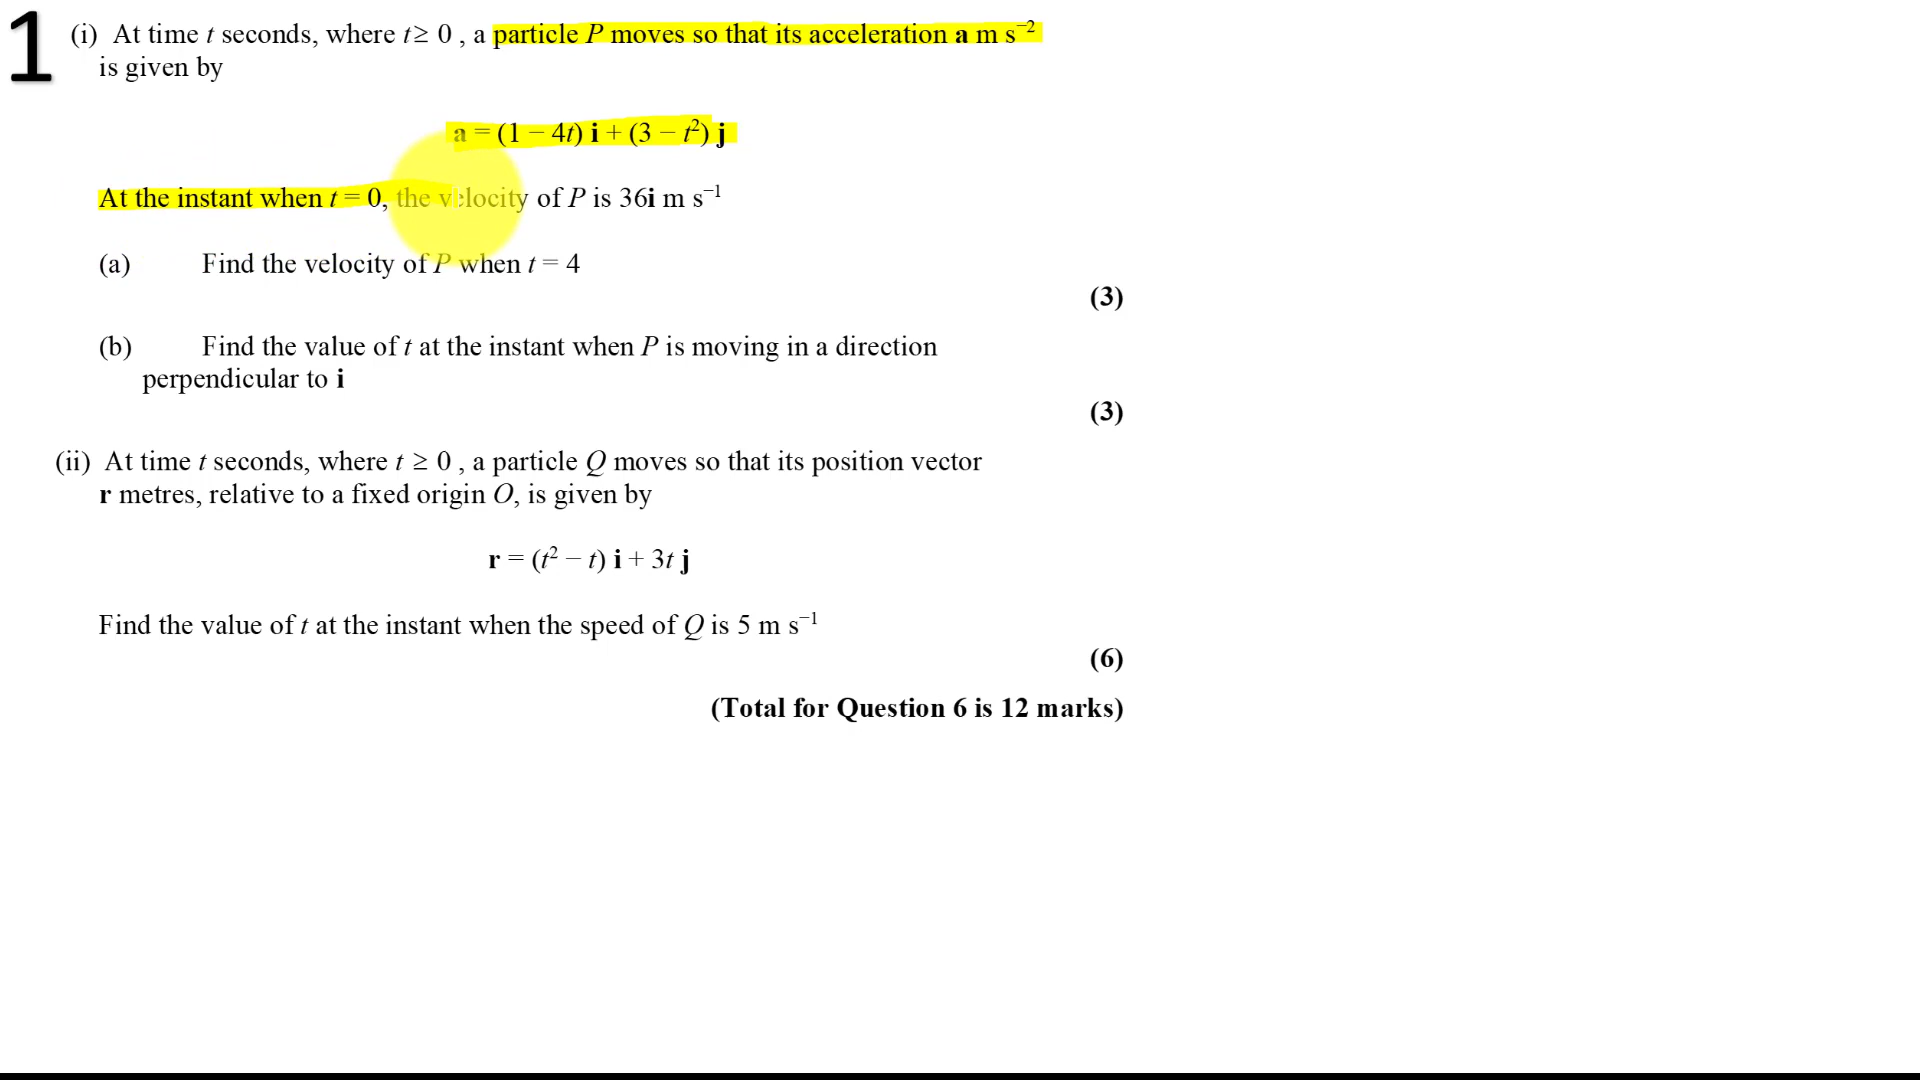 1
(i) At time t seconds, where t≥ 0 , a particle P moves so that its acceleration a m s⁻²
is given by
a = (1 − 4t) i + (3 − t²) j
At the instant when t = 0, the velocity of P is 36i m s⁻¹
(a) Find the velocity of P when t = 4
(3)
(b) Find the value of t at the instant when P is moving in a direction
perpendicular to i
(3)
(ii) At time t seconds, where t ≥ 0 , a particle Q moves so that its position vector
r metres, relative to a fixed origin O, is given by
r = (t² − t) i + 3t j
Find the value of t at the instant when the speed of Q is 5 m s⁻¹
(6)
(Total for Question 6 is 12 marks)